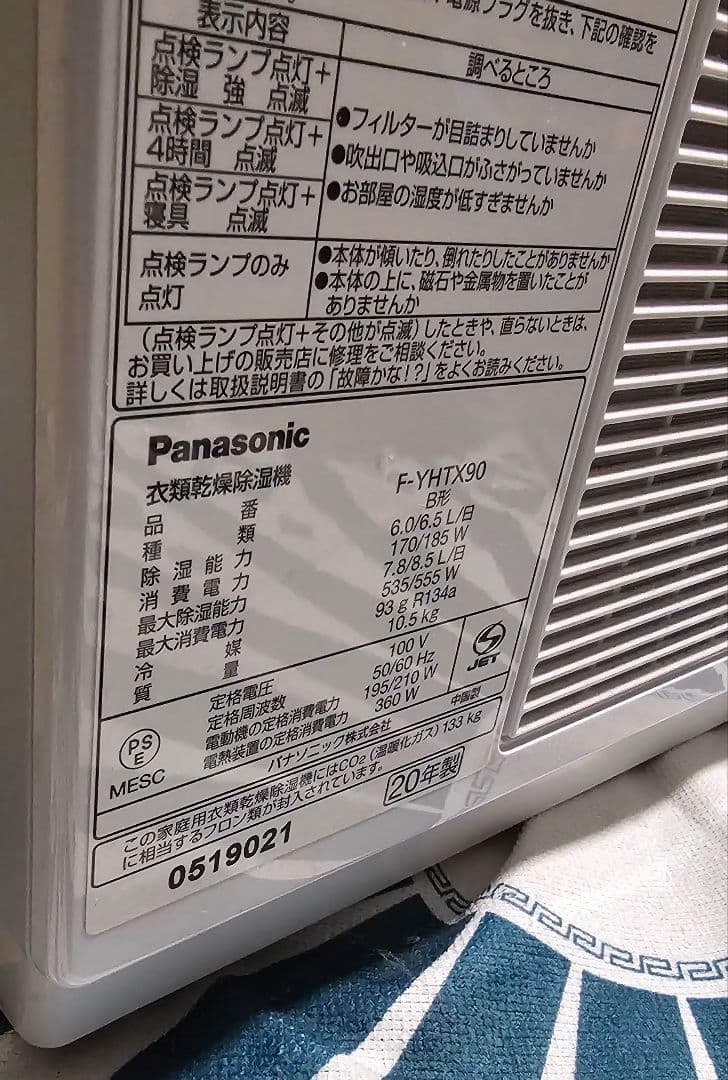 電源プラグを抜き、下記の確認を
表示内容
調べるところ
点検ランプ点灯+
除湿 強 点滅
点検ランプ点灯+
4時間 点滅
点検ランプ点灯+
寝具 点滅
●フィルターが目詰まりしていませんか
●吹出口や吸込口がふさがっていませんか
●お部屋の湿度が低すぎませんか
点検ランプのみ
点灯
●本体が傾いたり、倒れたりしたことがありませんか
●本体の上に、磁石や金属物を置いたことが
ありませんか
(点検ランプ点灯+その他が点滅)したときや、直らないときは、
お買い上げの販売店に修理をご相談ください。
詳しくは取扱説明書の「故障かな!?」をよくお読みください。
Panasonic
衣類乾燥除湿機
品番 F-YHTX90
種類 B形
除湿能力 6.0/6.5 L/日
消費電力 170/185 W
最大除湿能力 7.8/8.5 L/日
最大消費電力 535/555 W
冷媒 93 g R134a
質量 10.5 kg
定格電圧 100 V
定格周波数 50/60 Hz
電動機の定格消費電力 195/210 W
電熱装置の定格消費電力 360 W
PS
E
MESC
JET
パナソニック株式会社
中国製
この家庭用衣類乾燥除湿機にはCO₂(温暖化ガス)133 kg
に相当するフロン類が封入されています。
20年製
0519021